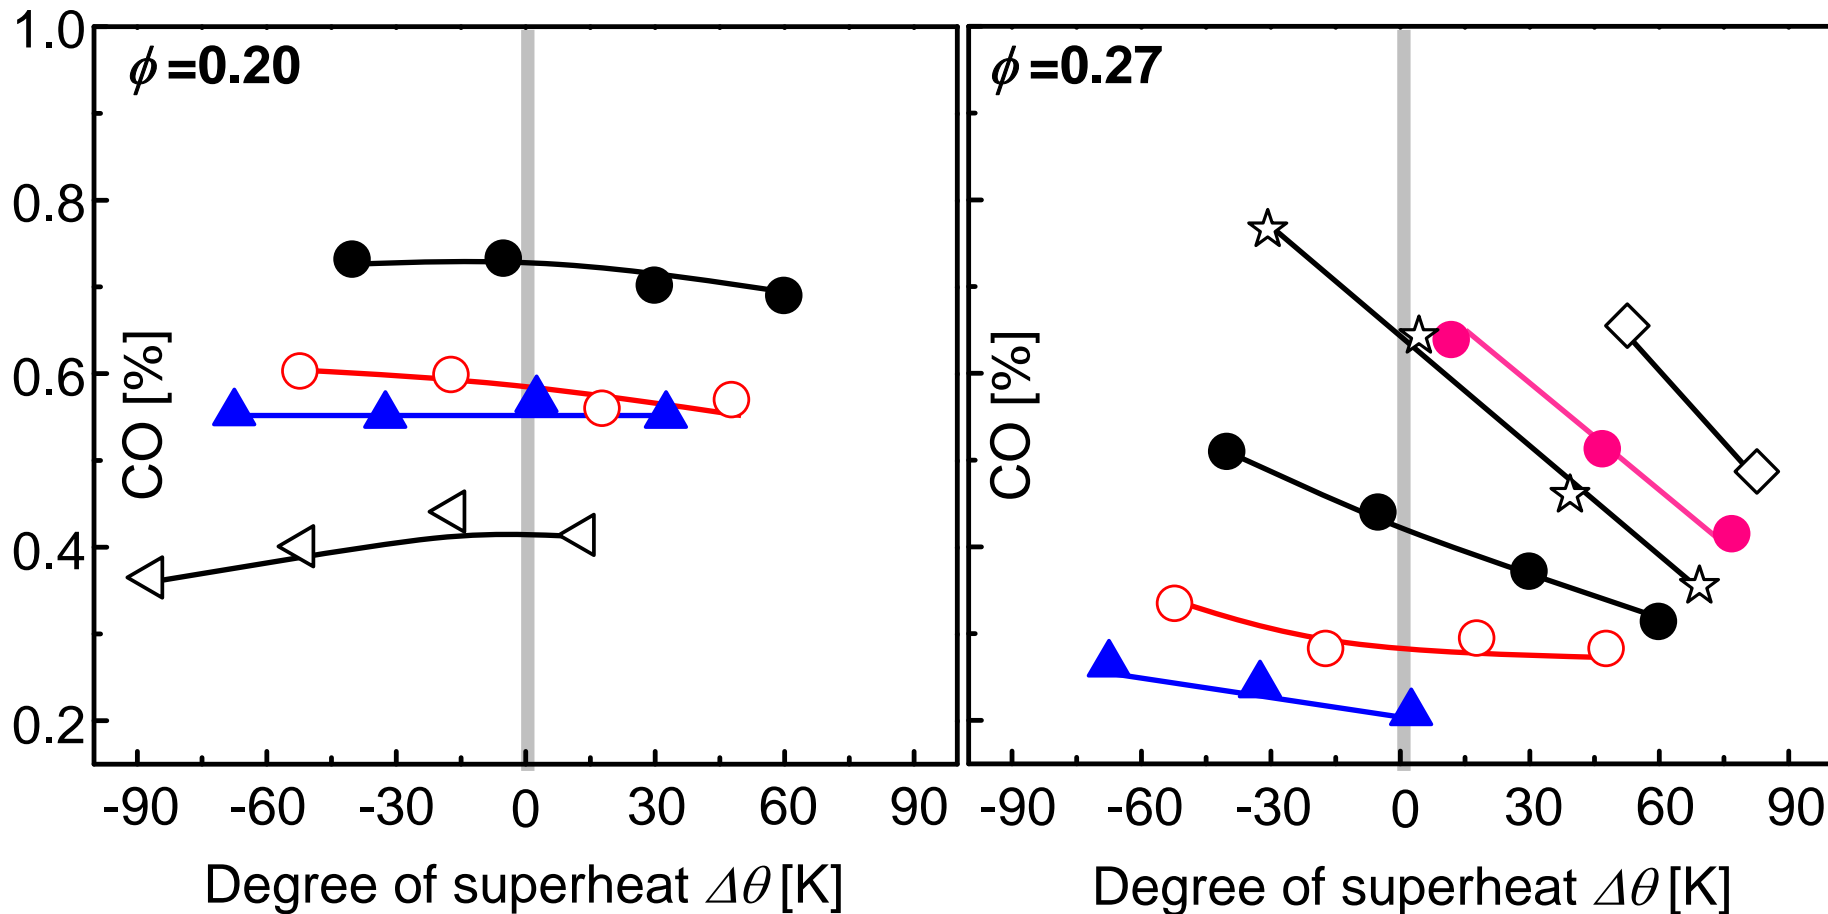 1.0
0.8
0.6
0.4
0.2
CO [%]
ϕ=0.20
-90 -60 -30 0 30 60 90
Degree of superheat Δθ [K]
CO [%]
ϕ=0.27
-90 -60 -30 0 30 60 90
Degree of superheat Δθ [K]